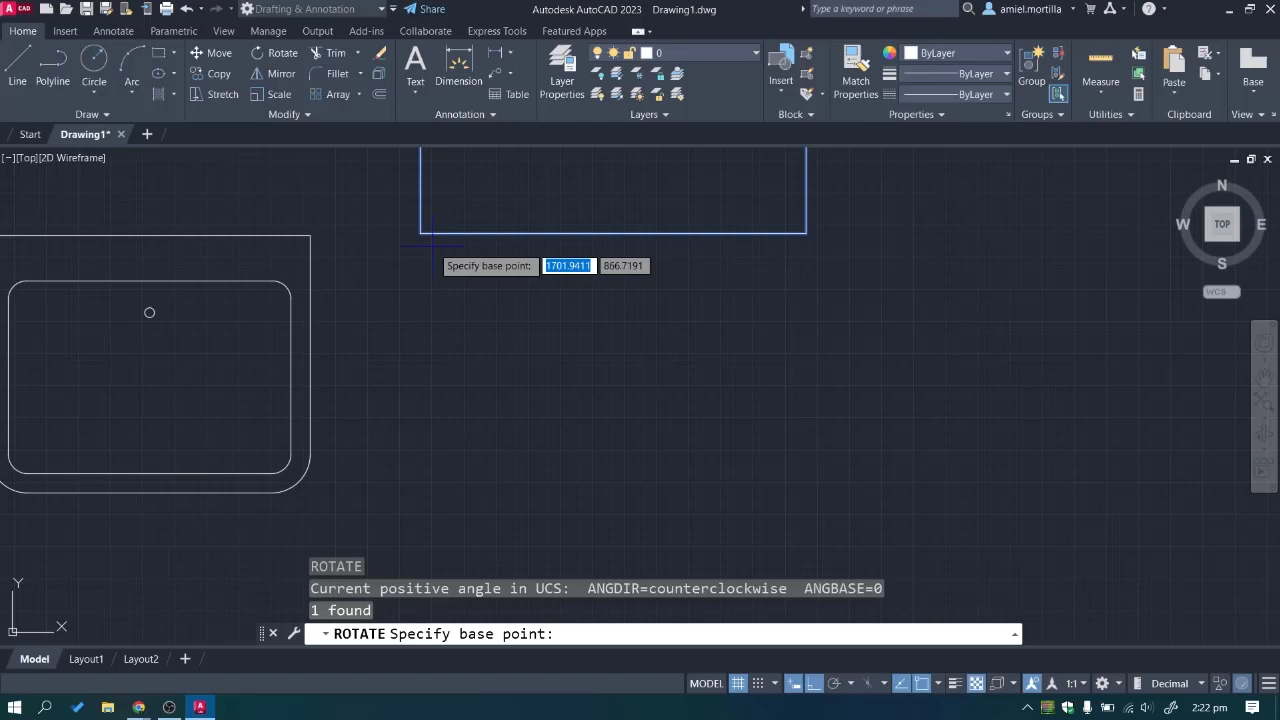 CAD
Drafting & Annotation
Share
Autodesk AutoCAD 2023 Drawing1.dwg
Type a keyword or phrase
amiel.mortilla
Home Insert Annotate Parametric View Manage Output Add-ins Collaborate Express Tools Featured Apps
Line Polyline Circle Arc
Move Rotate Trim
Copy Mirror Fillet
Stretch Scale Array
Text Dimension
Table
Layer Properties
0
Insert
Match Properties
ByLayer
ByLayer
ByLayer
Group
Measure
Paste
Base
Draw Modify Annotation Layers Block Properties Groups Utilities Clipboard View
Start Drawing1*
[−][Top][2D Wireframe]
N
W TOP E
S
WCS
Specify base point: 1701.9411 866.7191
ROTATE
Current positive angle in UCS: ANGDIR=counterclockwise ANGBASE=0
1 found
ROTATE Specify base point:
Y
X
Model Layout1 Layout2
MODEL 1:1 Decimal
2:22 pm